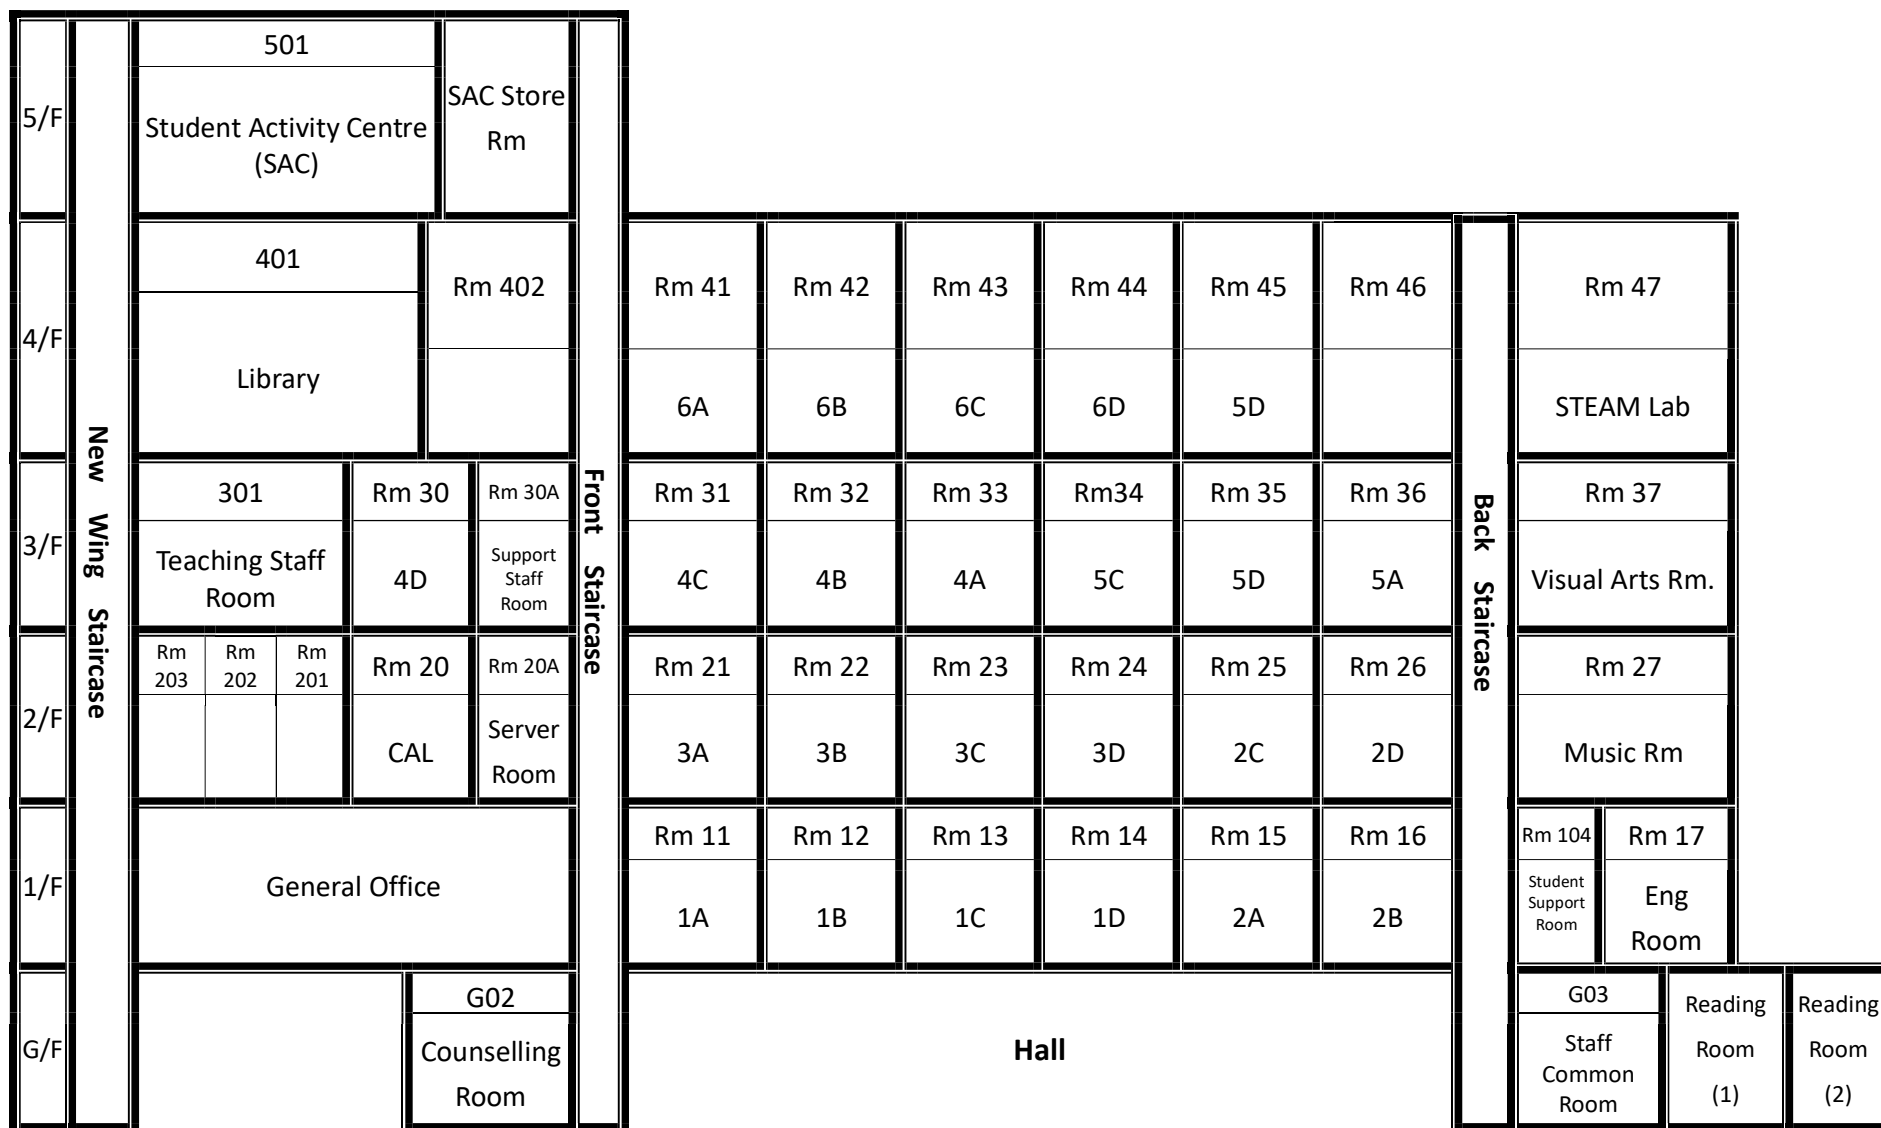 501
5/F
Student Activity Centre
(SAC)
SAC Store
Rm
4/F
401
Library
Rm 402
Rm 41
Rm 42
Rm 43
Rm 44
Rm 45
Rm 46
Rm 47
6A
6B
6C
6D
5D
STEAM Lab
New Wing Staircase
Front Staircase
Back Staircase
3/F
301
Rm 30
Rm 30A
Rm 31
Rm 32
Rm 33
Rm34
Rm 35
Rm 36
Rm 37
Teaching Staff
Room
4D
Support
Staff
Room
4C
4B
4A
5C
5D
5A
Visual Arts Rm.
2/F
Rm
203
Rm
202
Rm
201
Rm 20
Rm 20A
Rm 21
Rm 22
Rm 23
Rm 24
Rm 25
Rm 26
Rm 27
CAL
Server
Room
3A
3B
3C
3D
2C
2D
Music Rm
1/F
General Office
Rm 11
Rm 12
Rm 13
Rm 14
Rm 15
Rm 16
Rm 104
Rm 17
1A
1B
1C
1D
2A
2B
Student
Support
Room
Eng
Room
G/F
G02
Counselling
Room
Hall
G03
Staff
Common
Room
Reading
Room
(1)
Reading
Room
(2)